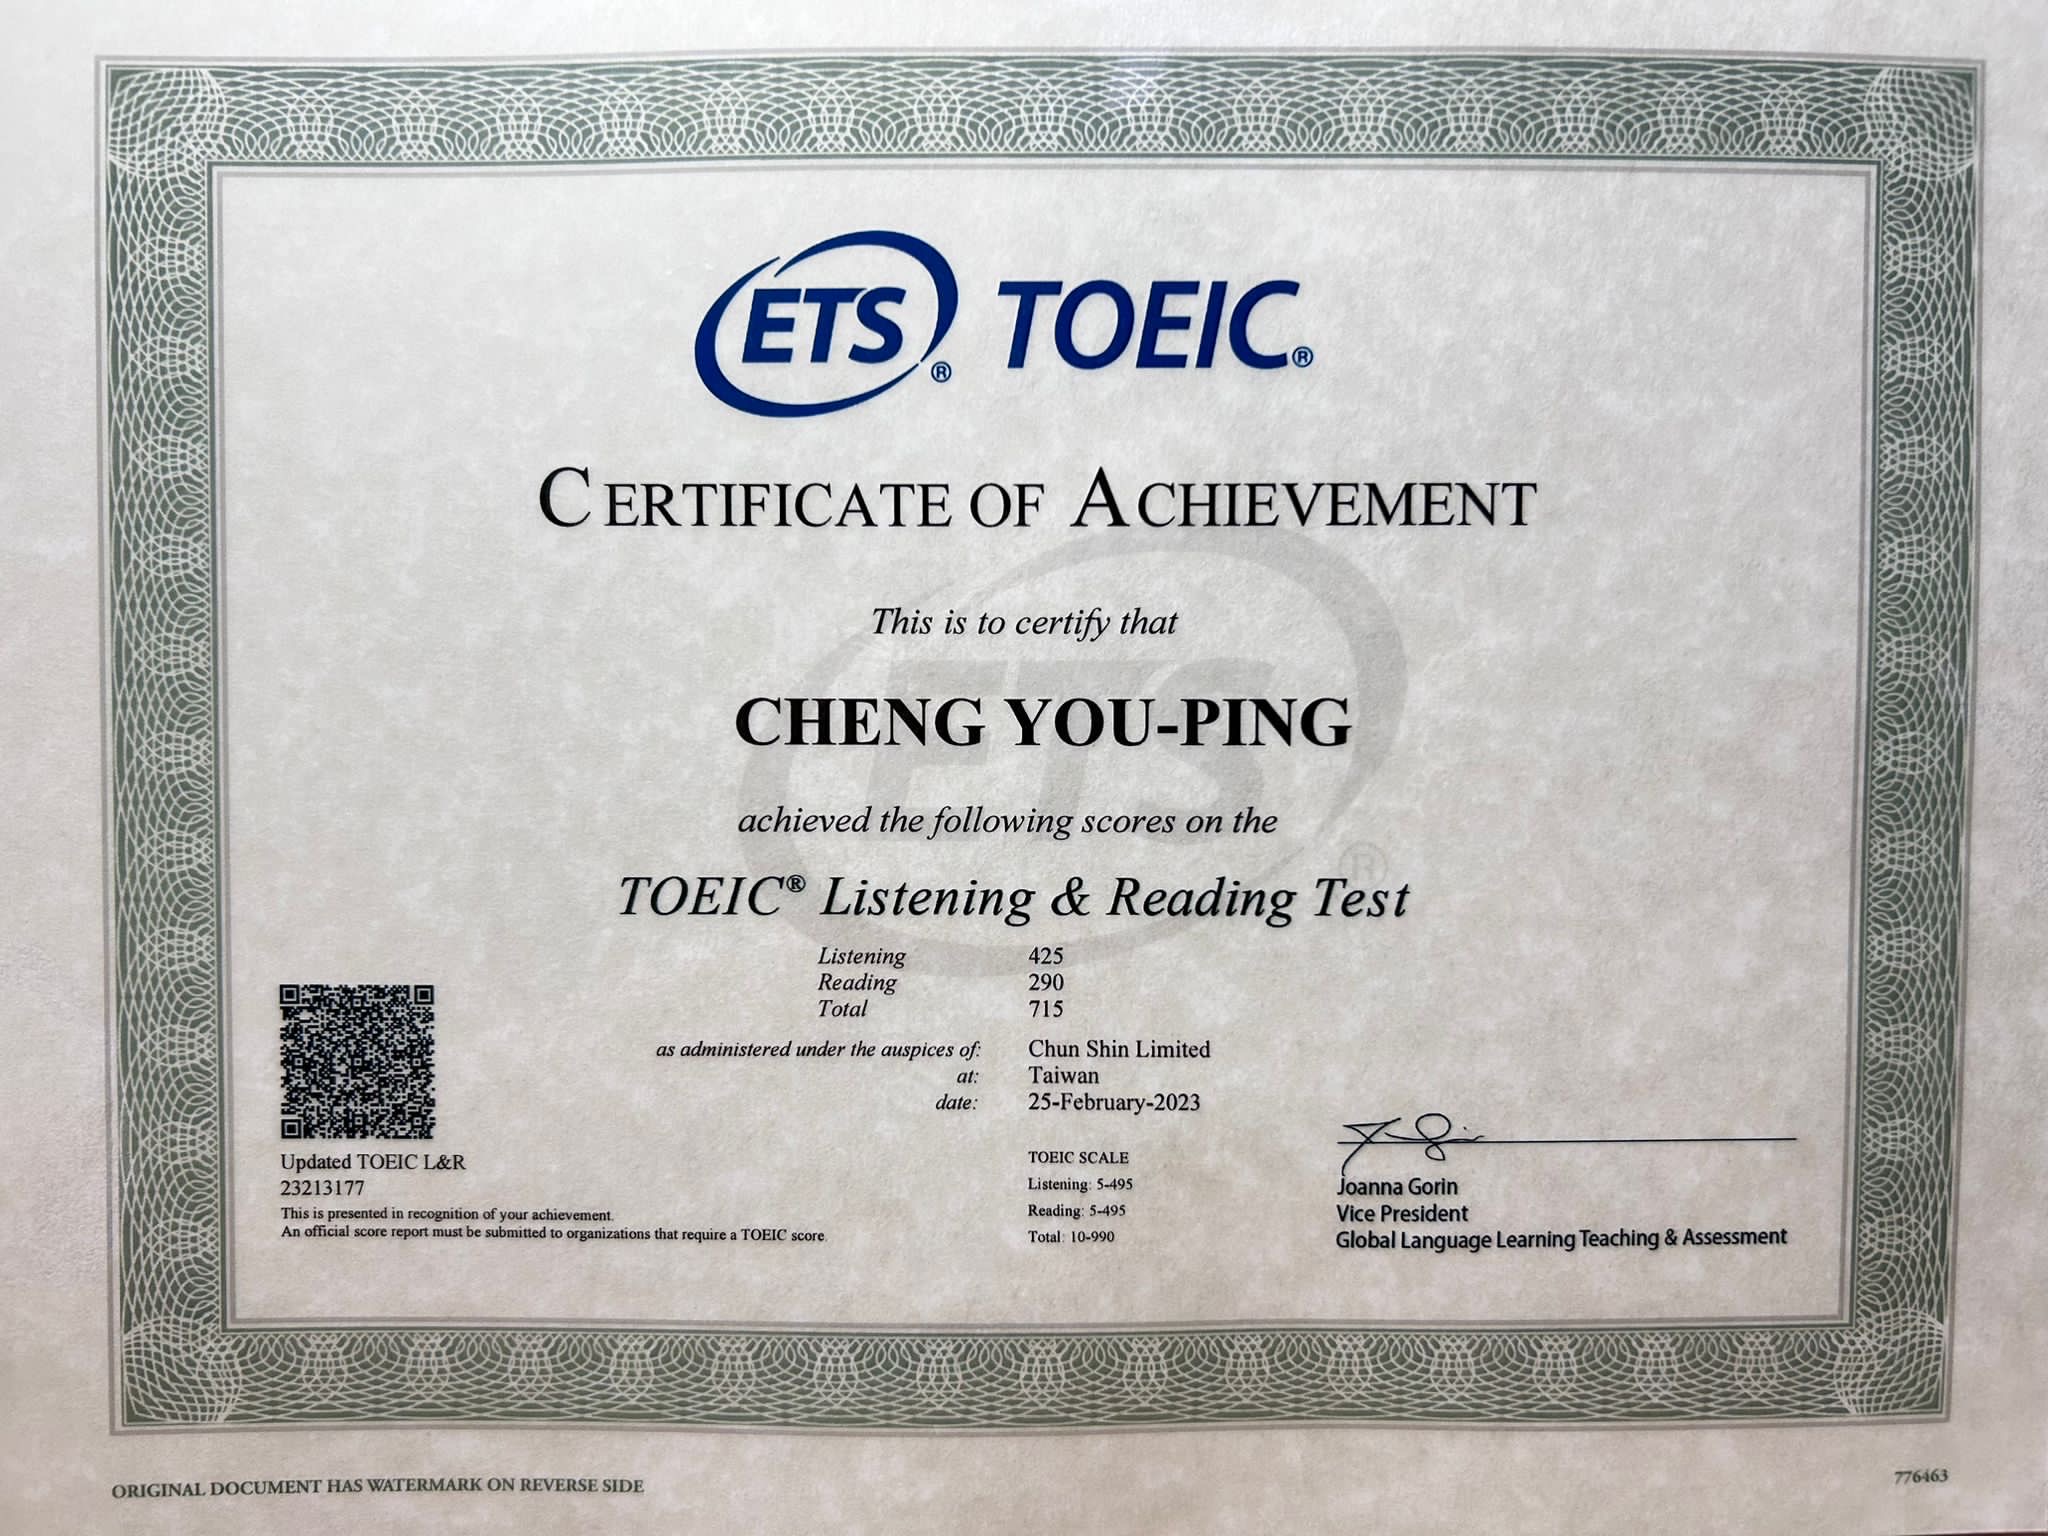 ETS® TOEIC®
CERTIFICATE OF ACHIEVEMENT
This is to certify that
CHENG YOU-PING
achieved the following scores on the
TOEIC® Listening & Reading Test
Listening 425
Reading 290
Total 715
as administered under the auspices of: Chun Shin Limited
at: Taiwan
date: 25-February-2023
Updated TOEIC L&R
23213177
This is presented in recognition of your achievement.
An official score report must be submitted to organizations that require a TOEIC score.
TOEIC SCALE
Listening: 5-495
Reading: 5-495
Total: 10-990
Joanna Gorin
Vice President
Global Language Learning Teaching & Assessment
ETS®
ORIGINAL DOCUMENT HAS WATERMARK ON REVERSE SIDE
776463